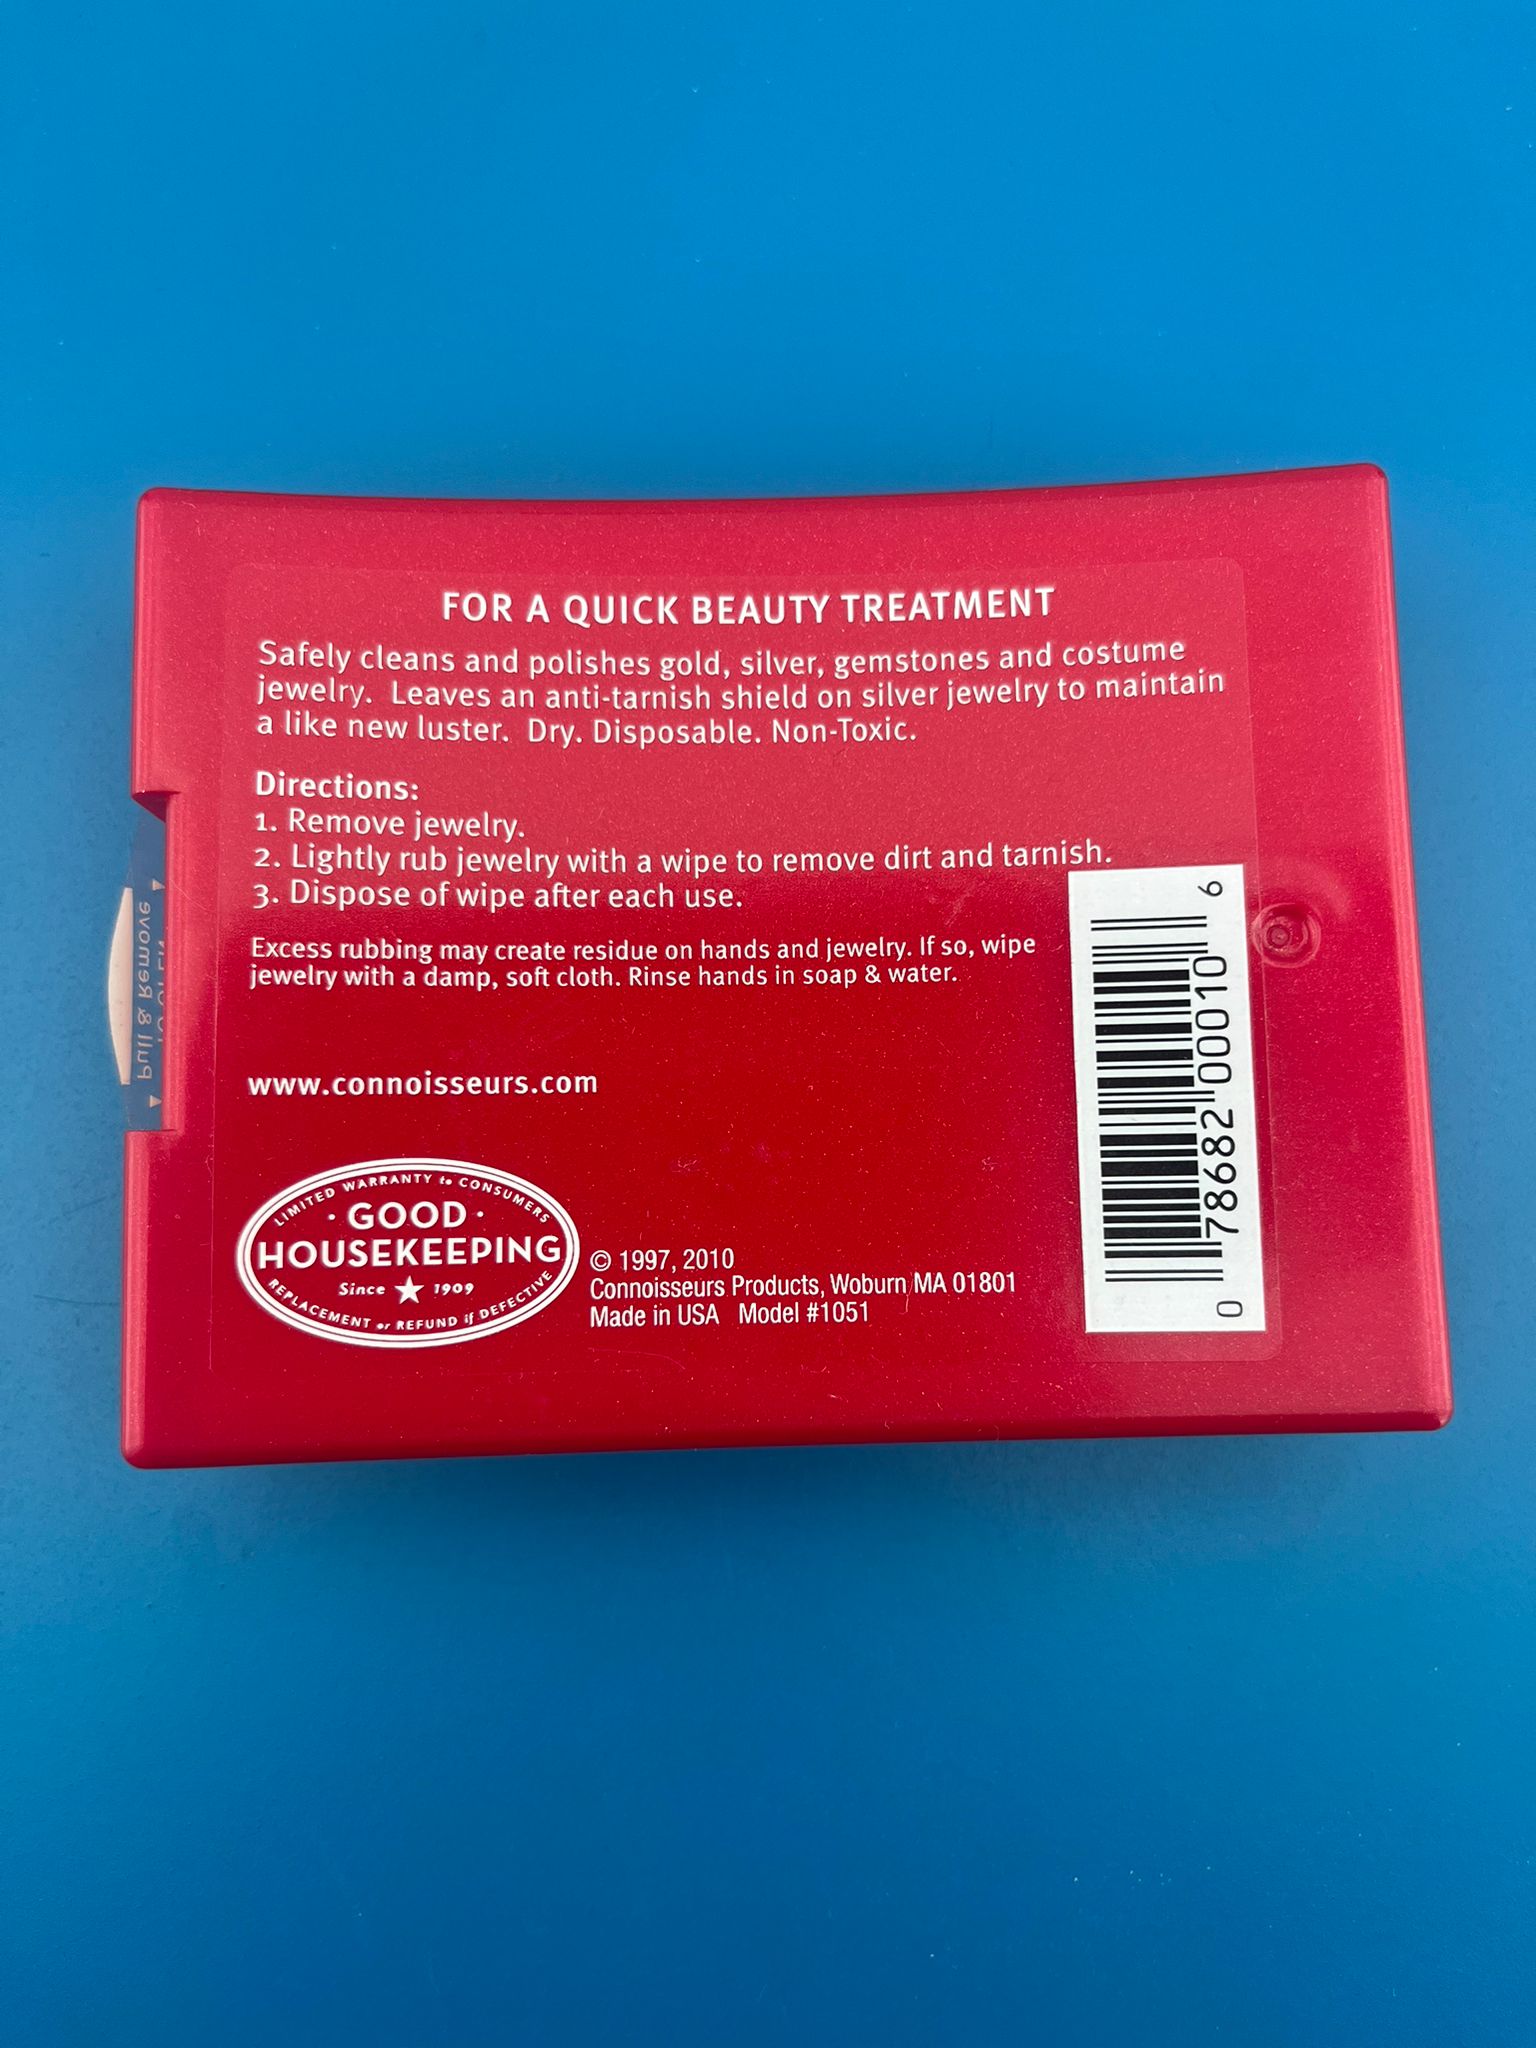 FOR A QUICK BEAUTY TREATMENT
Safely cleans and polishes gold, silver, gemstones and costume
jewelry. Leaves an anti-tarnish shield on silver jewelry to maintain
a like new luster. Dry. Disposable. Non-Toxic.
Directions:
1. Remove jewelry.
2. Lightly rub jewelry with a wipe to remove dirt and tarnish.
3. Dispose of wipe after each use.
Excess rubbing may create residue on hands and jewelry. If so, wipe
jewelry with a damp, soft cloth. Rinse hands in soap & water.
www.connoisseurs.com
LIMITED WARRANTY to CONSUMERS
· GOOD ·
HOUSEKEEPING
Since ★ 1909
REPLACEMENT or REFUND if DEFECTIVE
© 1997, 2010
Connoisseurs Products, Woburn MA 01801
Made in USA Model #1051
0 78682 00010 6
Pull & Remove